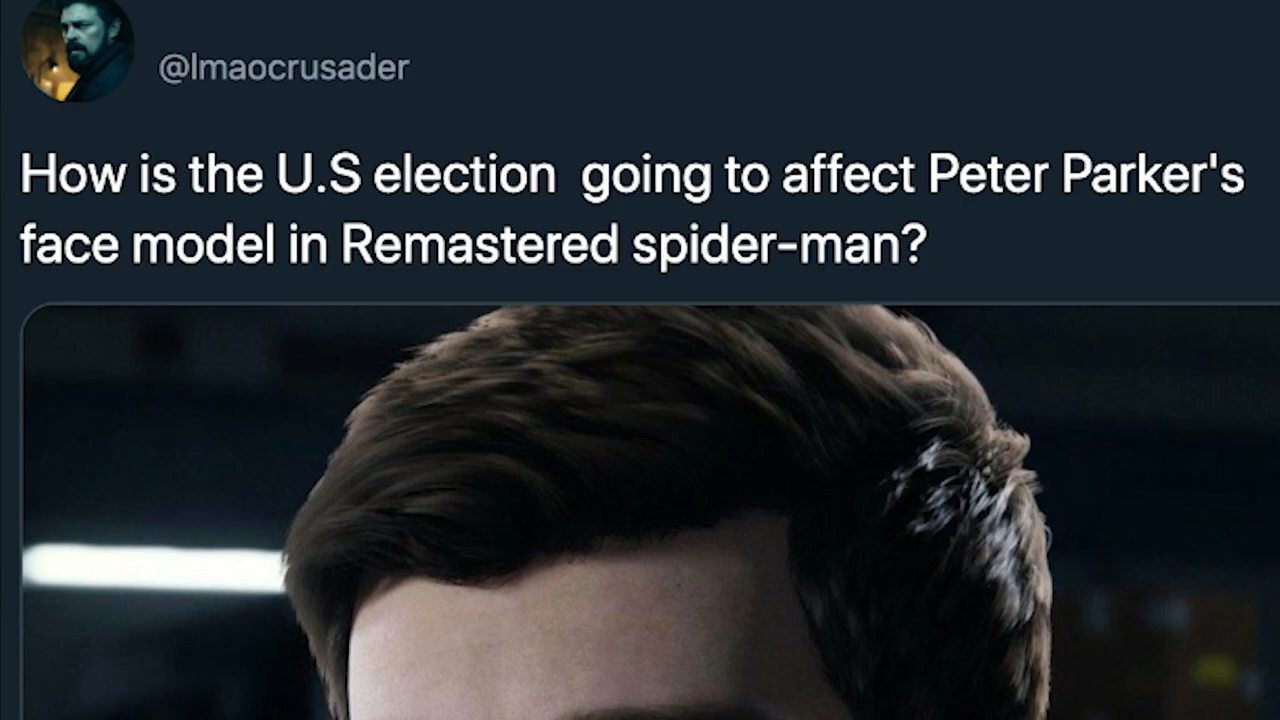 @lmaocrusader
How is the U.S election  going to affect Peter Parker's
face model in Remastered spider-man?